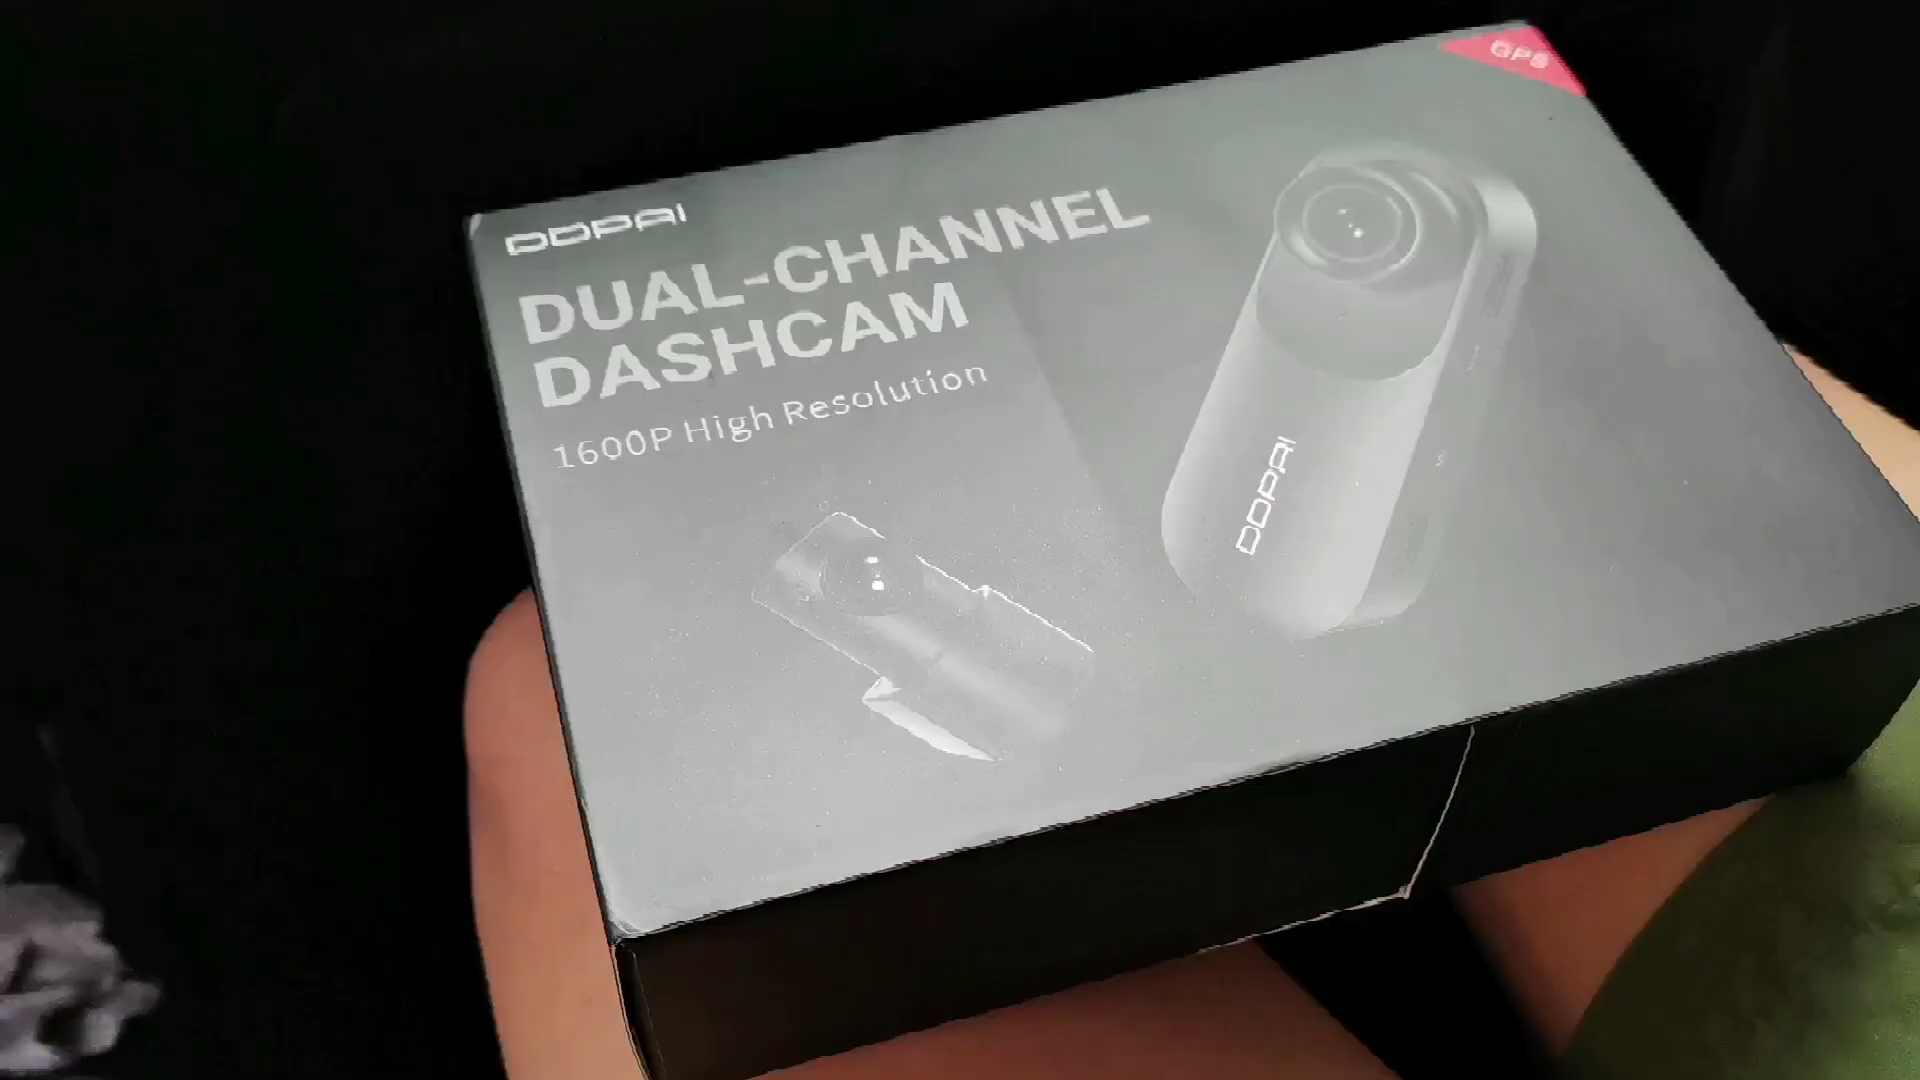 GPS
DDPAI
DUAL-CHANNEL
DASHCAM
1600P High Resolution
DDPAI